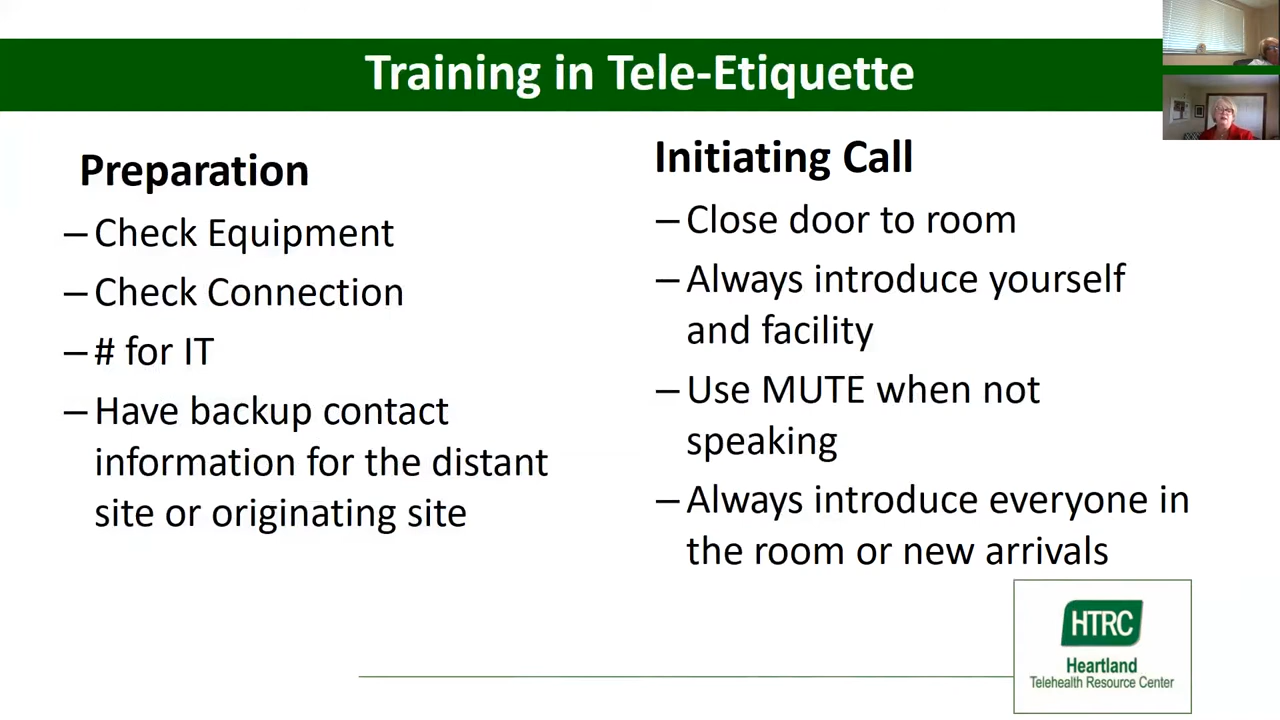 Training in Tele-Etiquette
Preparation
– Check Equipment
– Check Connection
– # for IT
– Have backup contact
information for the distant
site or originating site
Initiating Call
– Close door to room
– Always introduce yourself
and facility
– Use MUTE when not
speaking
– Always introduce everyone in
the room or new arrivals
HTRC
Heartland
Telehealth Resource Center